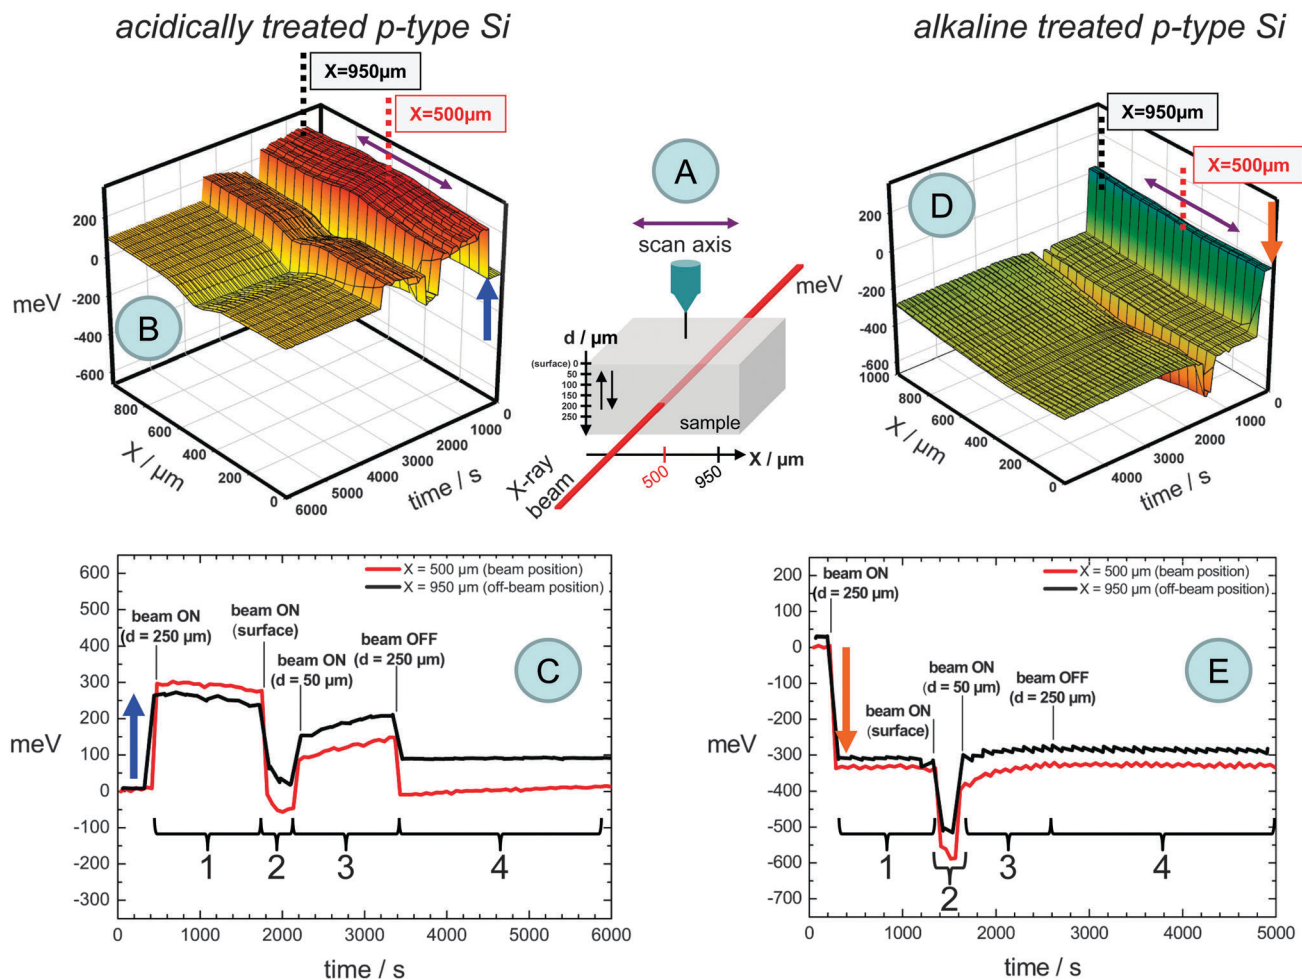 acidically treated p-type Si
alkaline treated p-type Si
X=950µm
X=500µm
200
0
-200
-400
-600
meV
B
800
600
400
200
0
X / µm
6000
5000
4000
3000
2000
1000
0
time / s
A
scan axis
d / µm
(surface) 0
50
100
150
200
250
sample
X-ray
beam
500
950
X / µm
X=950µm
X=500µm
D
meV
200
0
-200
-400
-600
1000
800
600
400
200
0
X / µm
4000
3000
2000
1000
0
time / s
600
500
400
300
200
100
0
-100
-200
-300
meV
X = 500 µm (beam position)
X = 950 µm (off-beam position)
beam ON
(d = 250 µm)
beam ON
(surface)
beam ON
(d = 50 µm)
beam OFF
(d = 250 µm)
C
1
2
3
4
0
1000
2000
3000
4000
5000
6000
time / s
200
100
0
-100
-200
-300
-400
-500
-600
-700
meV
X = 500 µm (beam position)
X = 950 µm (off-beam position)
beam ON
(d = 250 µm)
beam ON
(surface)
beam ON
(d = 50 µm)
beam OFF
(d = 250 µm)
E
1
2
3
4
0
1000
2000
3000
4000
5000
time / s